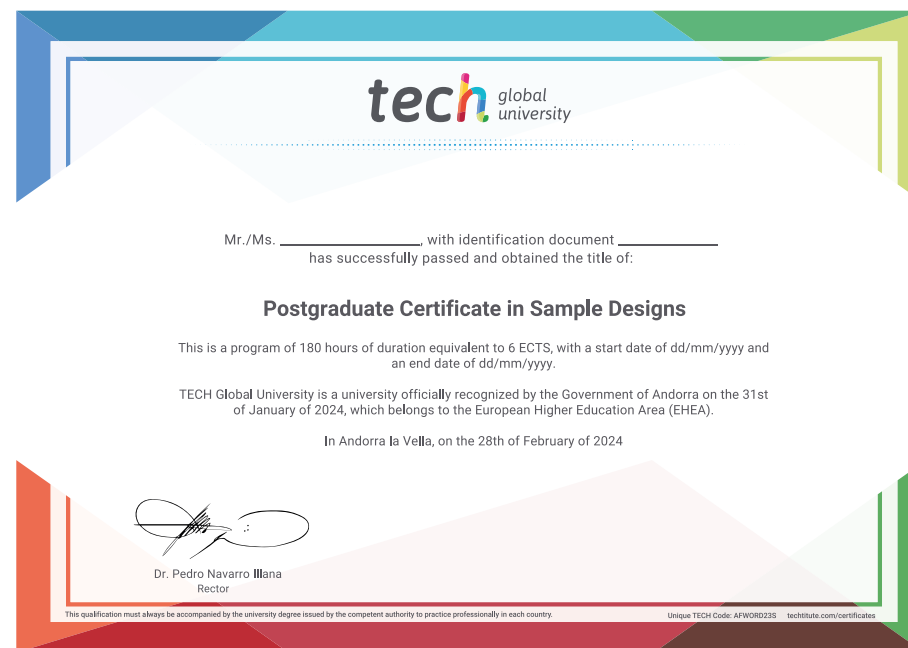 tech global
university
Mr./Ms. ____________, with identification document ____________
has successfully passed and obtained the title of:
Postgraduate Certificate in Sample Designs
This is a program of 180 hours of duration equivalent to 6 ECTS, with a start date of dd/mm/yyyy and
an end date of dd/mm/yyyy.
TECH Global University is a university officially recognized by the Government of Andorra on the 31st
of January of 2024, which belongs to the European Higher Education Area (EHEA).
In Andorra la Vella, on the 28th of February of 2024
Dr. Pedro Navarro Illana
Rector
This qualification must always be accompanied by the university degree issued by the competent authority to practice professionally in each country.
Unique TECH Code: AFWORD23S techtitute.com/certificates